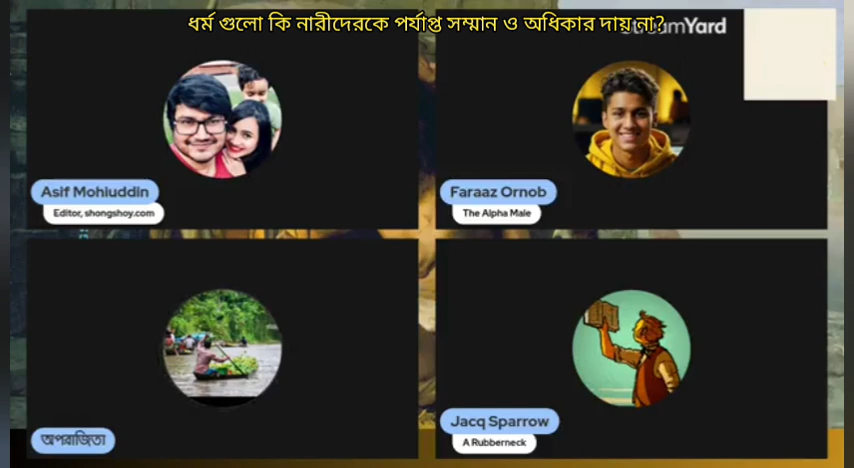 ধর্ম গুলো কি নারীদেরকে পর্যাপ্ত সম্মান ও অধিকার দায় না?
StreamYard
Asif Mohiuddin
Editor, shongshoy.com
Faraaz Ornob
The Alpha Male
অপরাজিতা
Jacq Sparrow
A Rubberneck